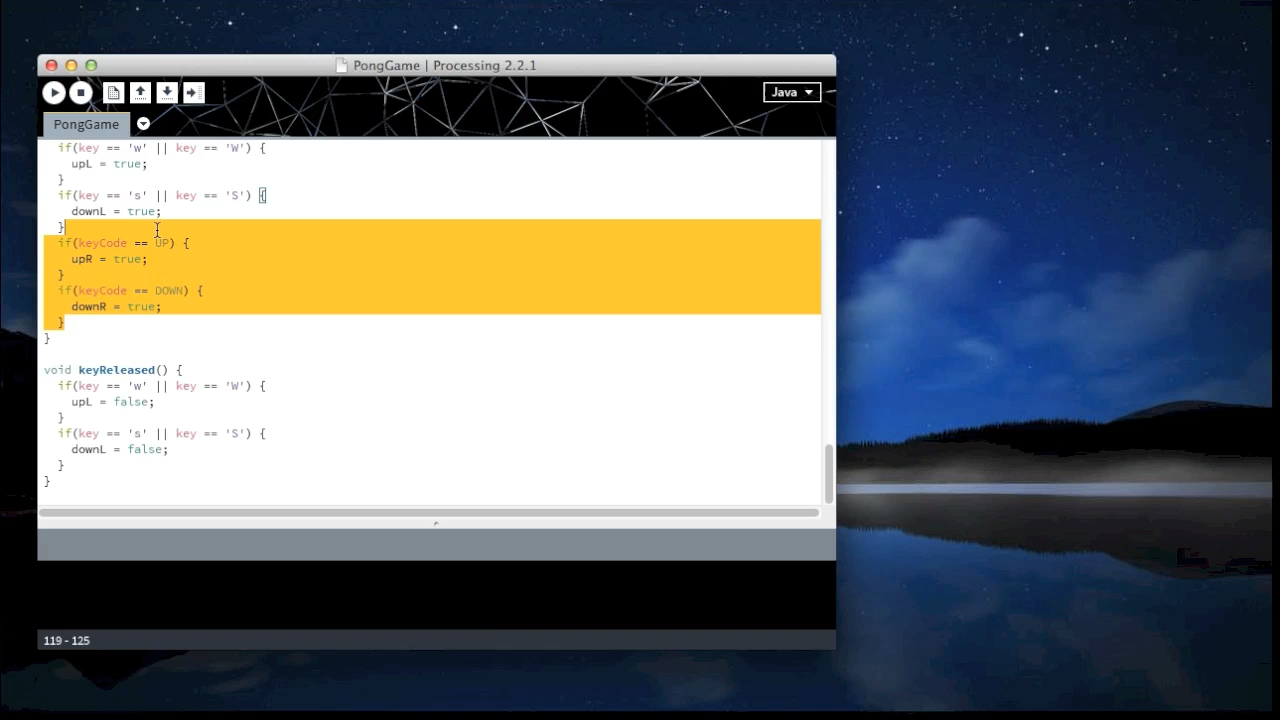 PongGame | Processing 2.2.1
Java
PongGame
if(key == 'w' || key == 'W') {
upL = true;
}
if(key == 's' || key == 'S') {
downL = true;
}
if(keyCode == UP) {
upR = true;
}
if(keyCode == DOWN) {
downR = true;
}
}
void keyReleased() {
if(key == 'w' || key == 'W') {
upL = false;
}
if(key == 's' || key == 'S') {
downL = false;
}
}
119 - 125